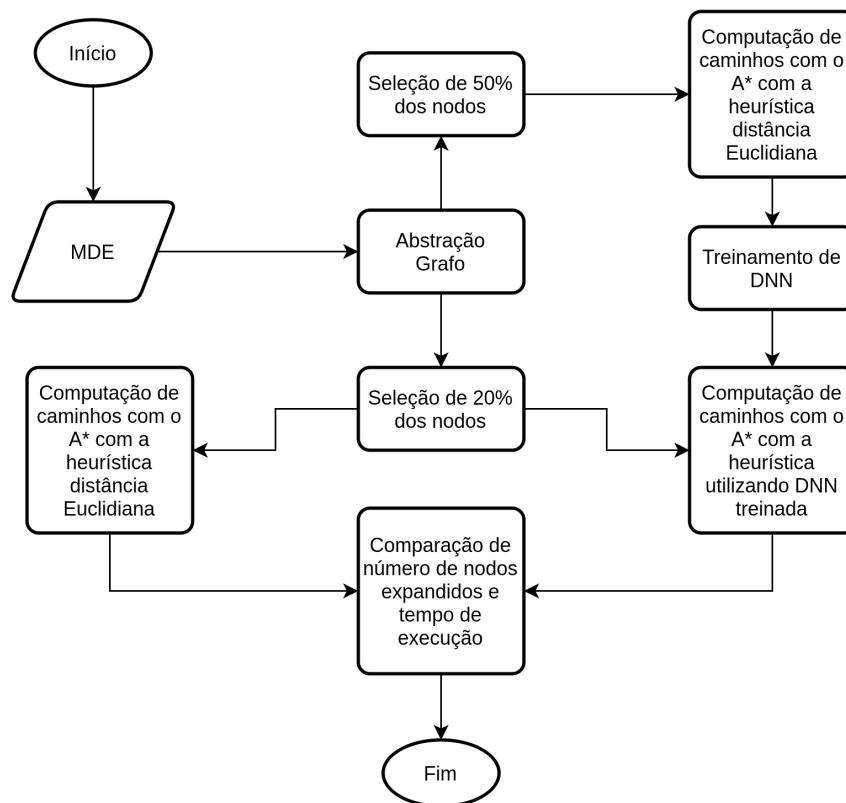 Início
MDE
Abstração
Grafo
Seleção de 50%
dos nodos
Computação de
caminhos com o
A* com a
heurística
distância
Euclidiana
Treinamento de
DNN
Seleção de 20%
dos nodos
Computação de
caminhos com o
A* com a
heurística
distância
Euclidiana
Computação de
caminhos com o
A* com a
heurística
utilizando DNN
treinada
Comparação de
número de nodos
expandidos e
tempo de
execução
Fim